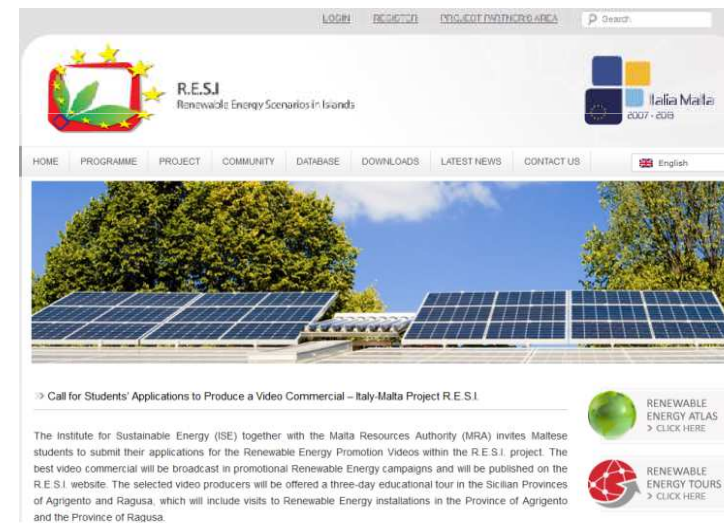 LOGIN REGISTER PROJECT PARTNER'S AREA Search
R.E.S.I
Renewable Energy Scenarios in Islands
Italia Malta
2007 - 2013
HOME PROGRAMME PROJECT COMMUNITY DATABASE DOWNLOADS LATEST NEWS CONTACT US English
Call for Students' Applications to Produce a Video Commercial – Italy-Malta Project R.E.S.I.
The Institute for Sustainable Energy (ISE) together with the Malta Resources Authority (MRA) invites Maltese
students to submit their applications for the Renewable Energy Promotion Videos within the R.E.S.I. project. The
best video commercial will be broadcast in promotional Renewable Energy campaigns and will be published on the
R.E.S.I. website. The selected video producers will be offered a three-day educational tour in the Sicilian Provinces
of Agrigento and Ragusa, which will include visits to Renewable Energy installations in the Province of Agrigento
and the Province of Ragusa.
RENEWABLE
ENERGY ATLAS
> CLICK HERE
RENEWABLE
ENERGY TOURS
> CLICK HERE